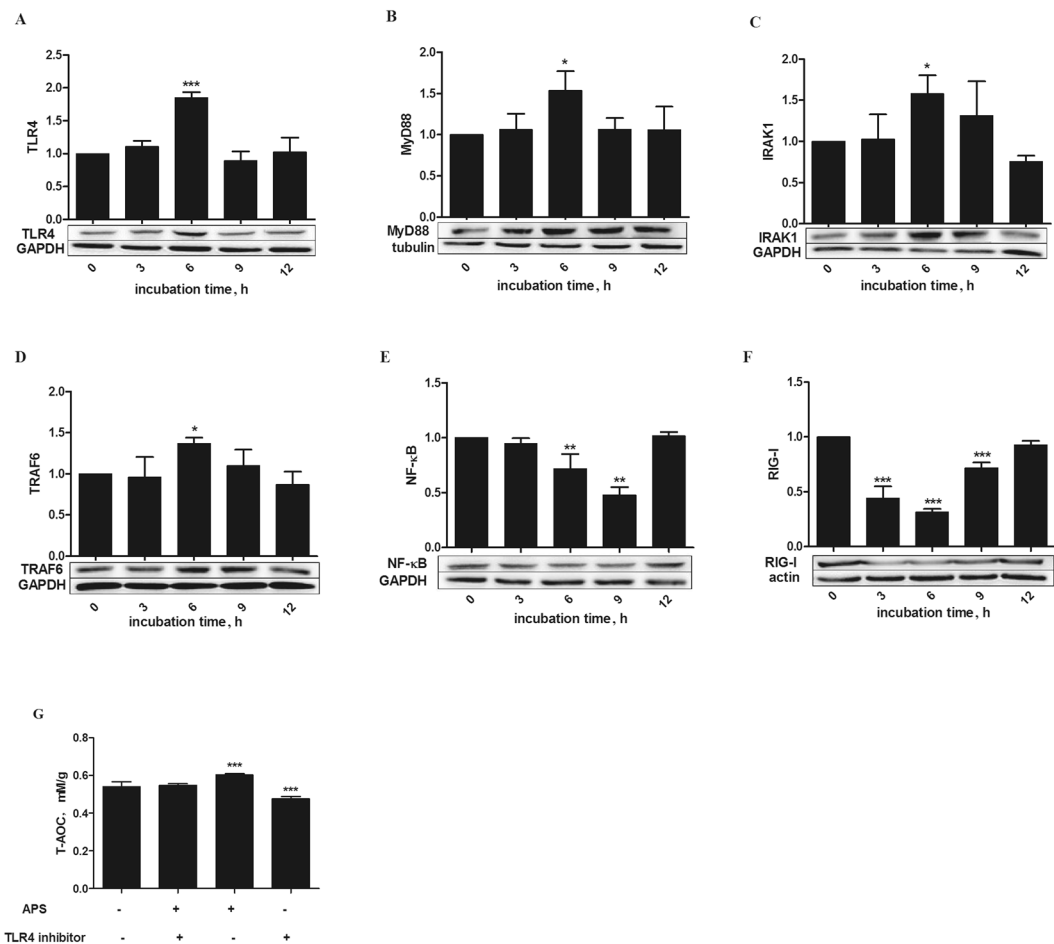 A
2.5
2.0
1.5
1.0
0.5
0.0
TLR4
***
TLR4
GAPDH
0 3 6 9 12
incubation time, h
B
2.0
1.5
1.0
0.5
0.0
MyD88
*
MyD88
tubulin
0 3 6 9 12
incubation time, h
C
2.0
1.5
1.0
0.5
0.0
IRAK1
*
IRAK1
GAPDH
0 3 6 9 12
incubation time, h
D
2.0
1.5
1.0
0.5
0.0
TRAF6
*
TRAF6
GAPDH
0 3 6 9 12
incubation time, h
E
1.5
1.0
0.5
0.0
NF-κB
** **
NF-κB
GAPDH
0 3 6 9 12
incubation time, h
F
1.5
1.0
0.5
0.0
RIG-I
*** *** ***
RIG-I
actin
0 3 6 9 12
incubation time, h
G
0.8
0.6
0.4
0.2
0.0
T-AOC, mM/g
*** ***
APS - + + -
TLR4 inhibitor - + - +